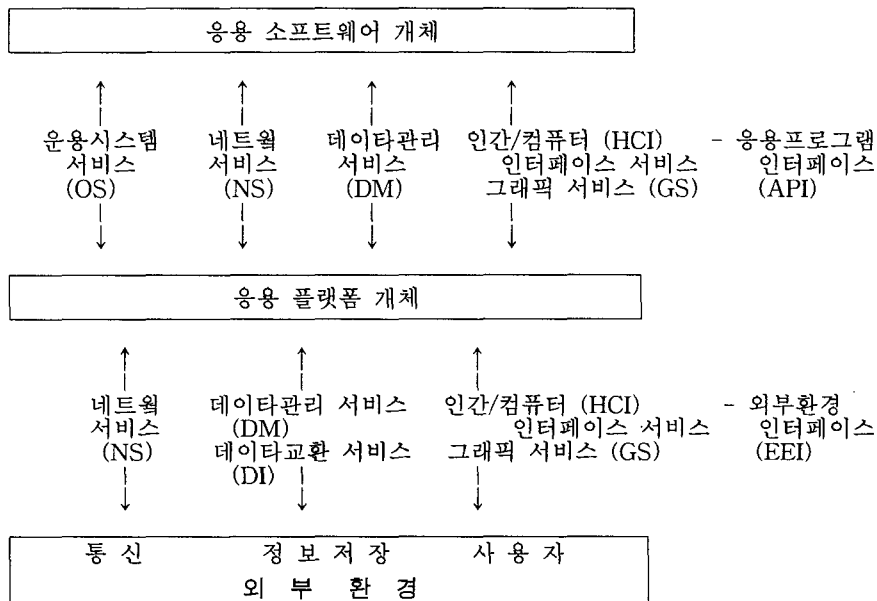 응용 소프트웨어 개체
운용시스템 네트웍 데이타관리 인간/컴퓨터 (HCI) - 응용프로그램
서비스 서비스 서비스 인터페이스 서비스 인터페이스
(OS) (NS) (DM) 그래픽 서비스 (GS) (API)
응용 플랫폼 개체
네트웍 데이타관리 서비스 인간/컴퓨터 (HCI) - 외부환경
서비스 (DM) 인터페이스 서비스 인터페이스
(NS) 데이타교환 서비스 그래픽 서비스 (GS) (EEI)
(DI)
통 신 정 보 저 장 사 용 자
외 부 환 경